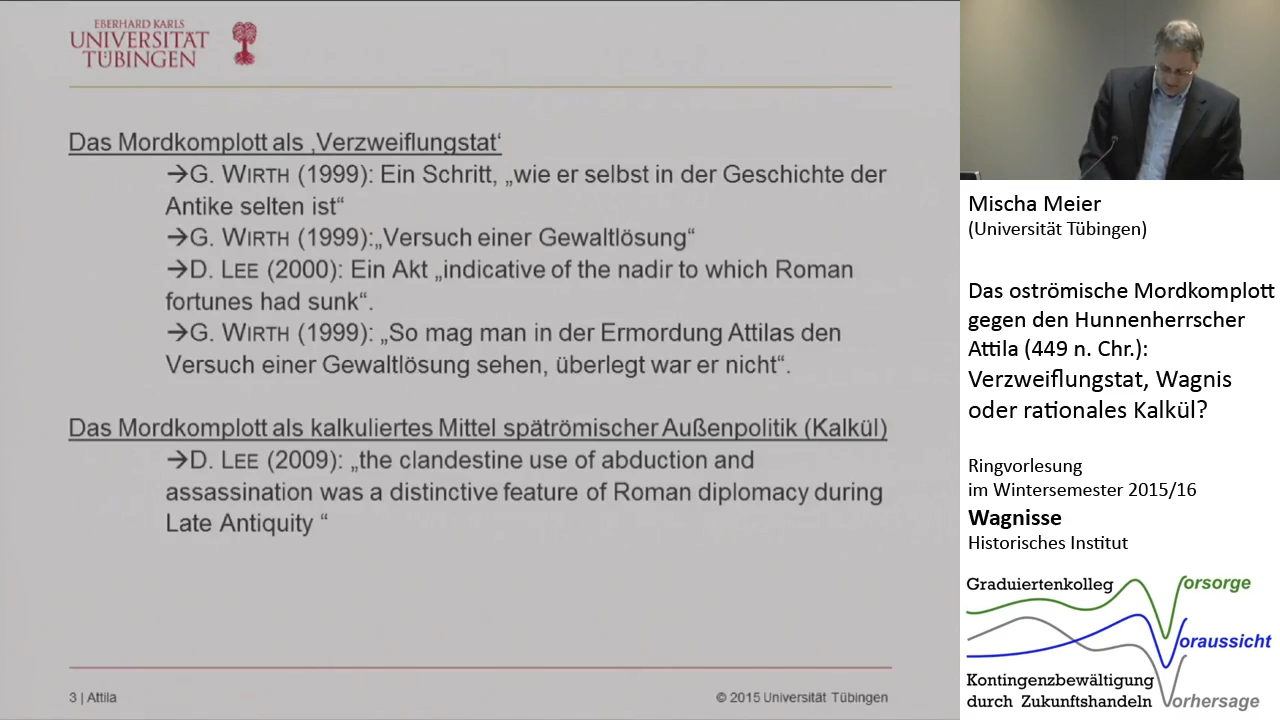 EBERHARD KARLS
UNIVERSITÄT
TÜBINGEN
Das Mordkomplott als ‚Verzweiflungstat‘
→G. WIRTH (1999): Ein Schritt, „wie er selbst in der Geschichte der
Antike selten ist“
→G. WIRTH (1999):„Versuch einer Gewaltlösung“
→D. LEE (2000): Ein Akt „indicative of the nadir to which Roman
fortunes had sunk“.
→G. WIRTH (1999): „So mag man in der Ermordung Attilas den
Versuch einer Gewaltlösung sehen, überlegt war er nicht“.
Das Mordkomplott als kalkuliertes Mittel spätrömischer Außenpolitik (Kalkül)
→D. LEE (2009): „the clandestine use of abduction and
assassination was a distinctive feature of Roman diplomacy during
Late Antiquity “
3 | Attila
© 2015 Universität Tübingen
Mischa Meier
(Universität Tübingen)
Das oströmische Mordkomplott
gegen den Hunnenherrscher
Attila (449 n. Chr.):
Verzweiflungstat, Wagnis
oder rationales Kalkül?
Ringvorlesung
im Wintersemester 2015/16
Wagnisse
Historisches Institut
Graduiertenkolleg
Vorsorge
Voraussicht
Vorhersage
Kontingenzbewältigung
durch Zukunftshandeln